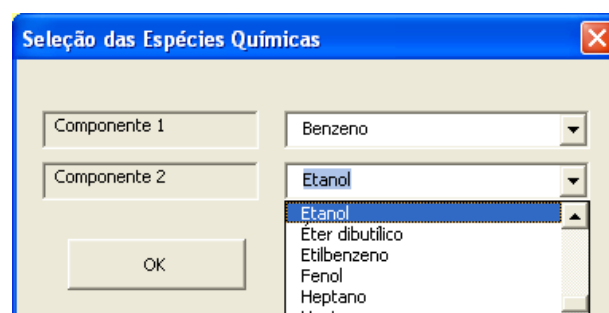 Seleção das Espécies Químicas
Componente 1
Benzeno
Componente 2
Etanol
Etanol
Éter dibutílico
Etilbenzeno
Fenol
Heptano
OK